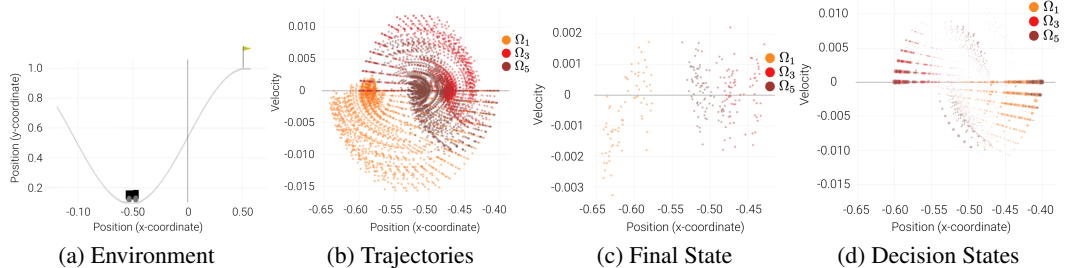 Position (y-coordinate)
1.0
0.8
0.6
0.4
0.2
-0.10
-0.50
0
0.50
Position (x-coordinate)
(a) Environment
Velocity
0.010
0.005
0
-0.005
-0.010
-0.015
Ω1
Ω3
Ω5
-0.65 -0.60 -0.55 -0.50 -0.45 -0.40
Position (x-coordinate)
(b) Trajectories
Velocity
0.002
0.001
0
-0.001
-0.002
-0.003
Ω1
Ω3
Ω5
-0.65 -0.60 -0.55 -0.50 -0.45
Position (x-coordinate)
(c) Final State
Velocity
0.010
0.005
0
-0.005
-0.010
Ω1
Ω3
Ω5
-0.65 -0.60 -0.55 -0.50 -0.45 -0.40
Position (x-coordinate)
(d) Decision States